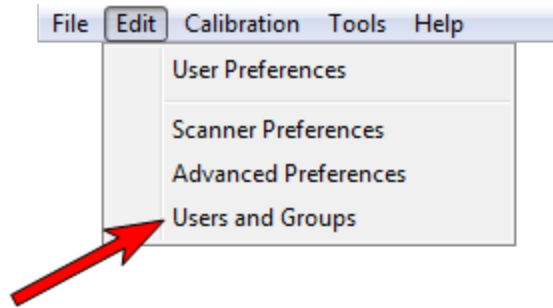 File Edit Calibration Tools Help
User Preferences
Scanner Preferences
Advanced Preferences
Users and Groups